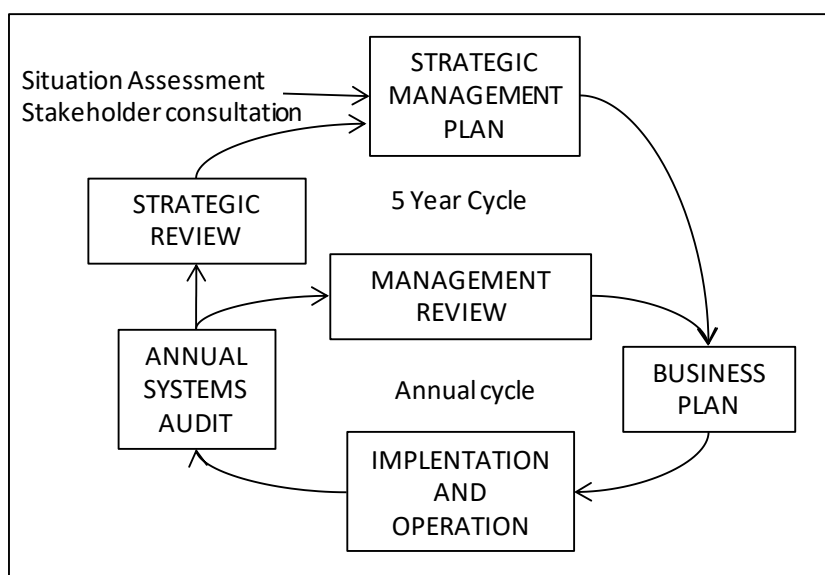 STRATEGIC
MANAGEMENT
PLAN
Situation Assessment
Stakeholder consultation
STRATEGIC
REVIEW
5 Year Cycle
MANAGEMENT
REVIEW
ANNUAL
SYSTEMS
AUDIT
Annual cycle
BUSINESS
PLAN
IMPLENTATION
AND
OPERATION